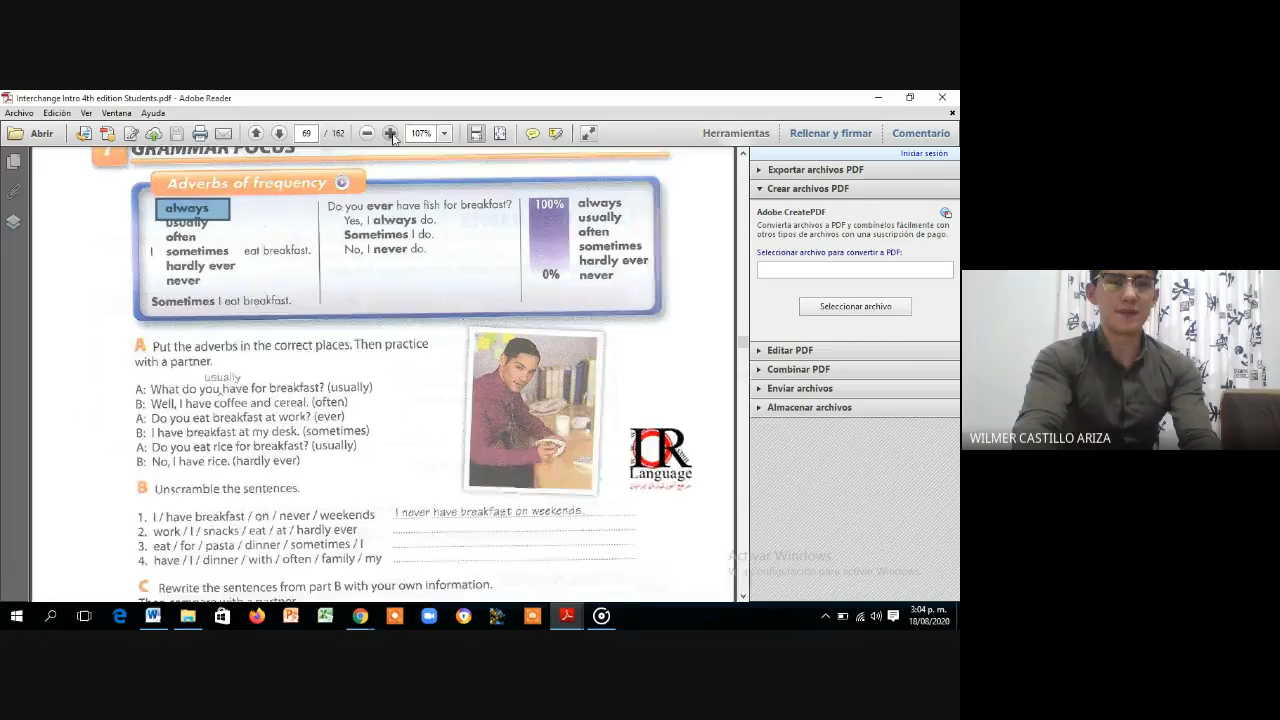 Interchange Intro 4th edition Students.pdf - Adobe Reader
Archivo Edición Ver Ventana Ayuda
Abrir 69 / 162 107% Herramientas Rellenar y firmar Comentario
Iniciar sesión
GRAMMAR FOCUS
Adverbs of frequency
always
usually
often
I sometimes eat breakfast.
hardly ever
never
Sometimes I eat breakfast.
Do you ever have fish for breakfast?
Yes, I always do.
Sometimes I do.
No, I never do.
100% always
usually
often
sometimes
hardly ever
0% never
A Put the adverbs in the correct places. Then practice
with a partner.
usually
A: What do you have for breakfast? (usually)
B: Well, I have coffee and cereal. (often)
A: Do you eat breakfast at work? (ever)
B: I have breakfast at my desk. (sometimes)
A: Do you eat rice for breakfast? (usually)
B: No, I have rice. (hardly ever)
B Unscramble the sentences.
1. I / have breakfast / on / never / weekends I never have breakfast on weekends.
2. work / I / snacks / eat / at / hardly ever
3. eat / for / pasta / dinner / sometimes / I
4. have / I / dinner / with / often / family / my
C Rewrite the sentences from part B with your own information.
Then compare with a partner.
Language
Exportar archivos PDF
Crear archivos PDF
Adobe CreatePDF
Convierta archivos a PDF y combínelos fácilmente
con otros tipos de archivos con una suscripción de
pago.
Seleccionar archivo para convertir a PDF:
Seleccionar archivo
Editar PDF
Combinar PDF
Enviar archivos
Almacenar archivos
Activar Windows
Configuración para activar Windows.
3:04 p. m.
18/08/2020
WILMER CASTILLO ARIZA